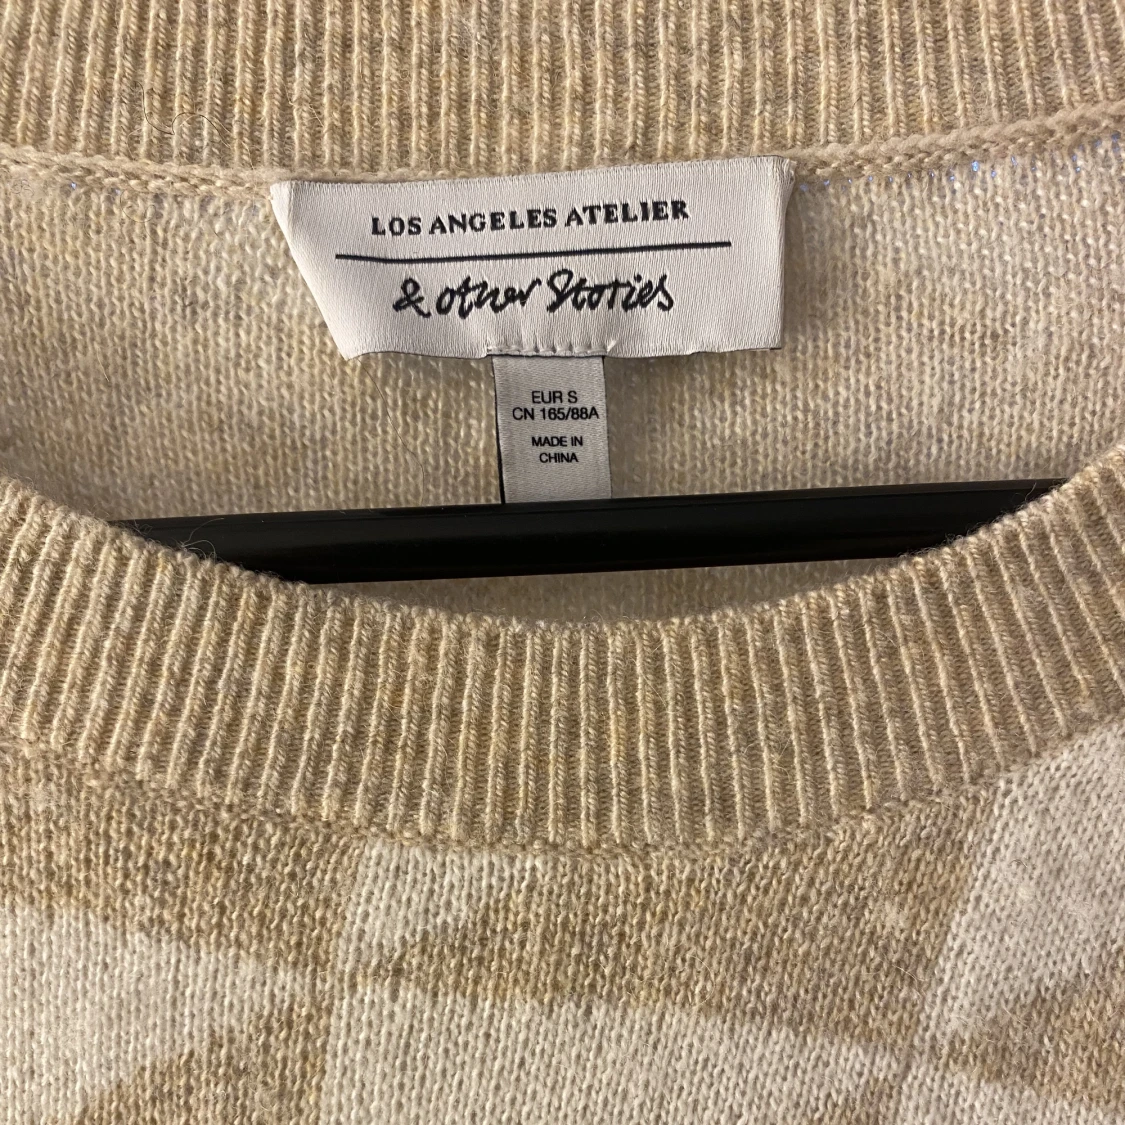 LOS ANGELES ATELIER
& other Stories
EUR S
CN 165/88A
MADE IN
CHINA